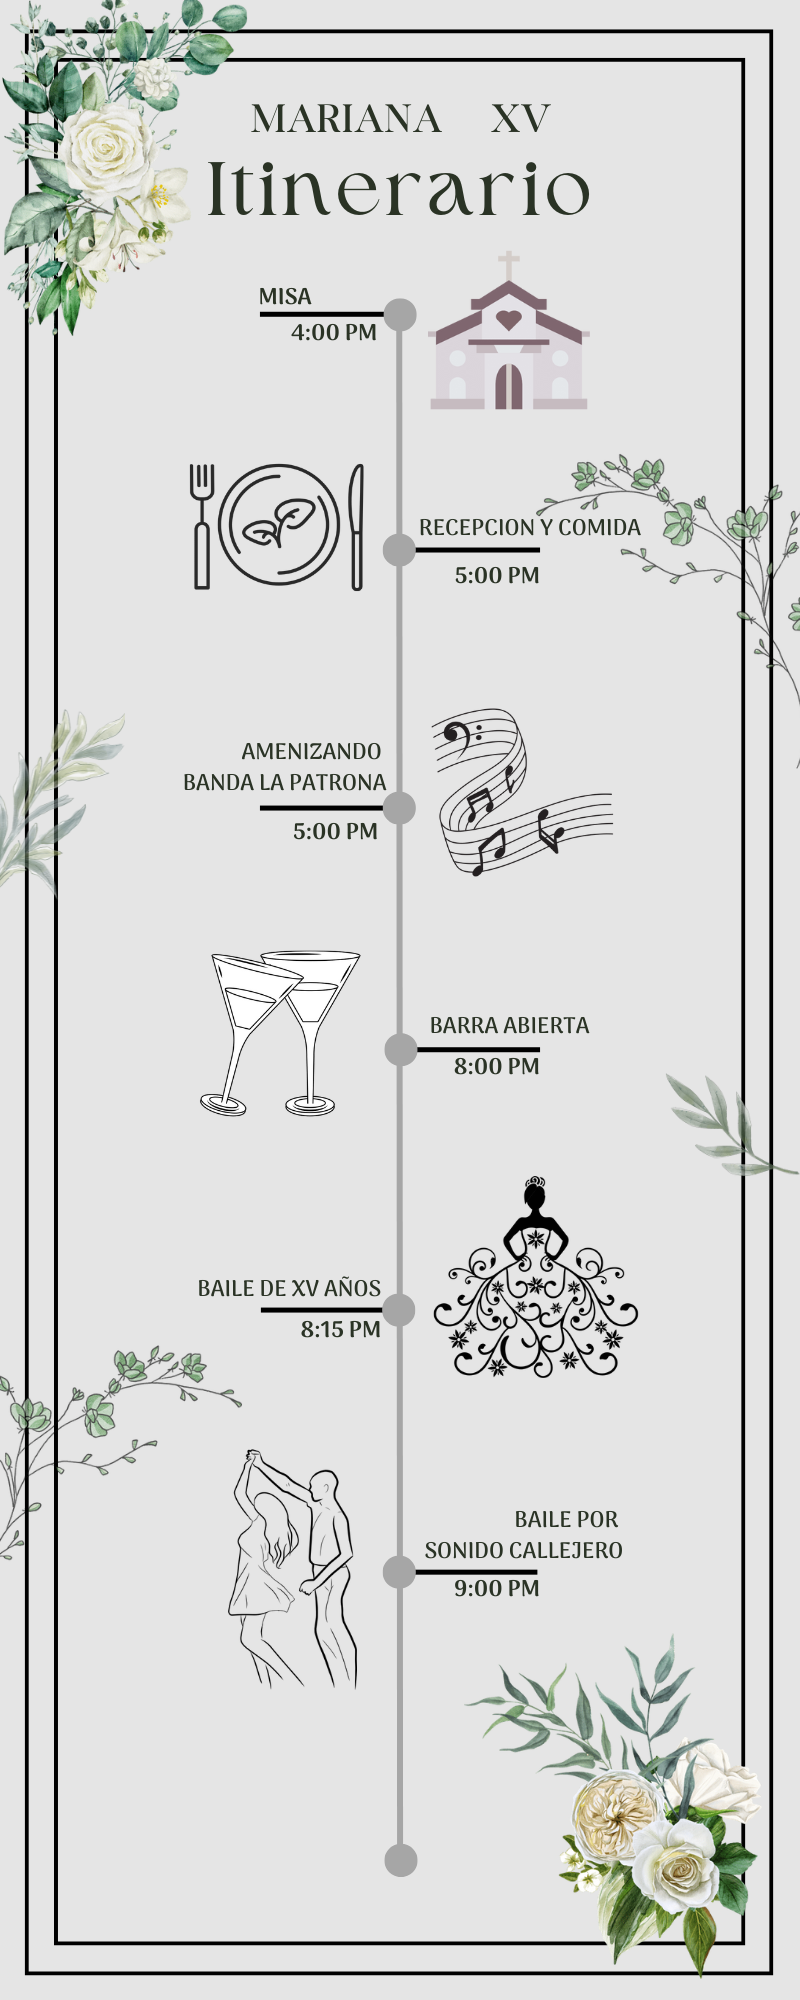 MARIANA XV
Itinerario
MISA
4:00 PM
RECEPCION Y COMIDA
5:00 PM
AMENIZANDO
BANDA LA PATRONA
5:00 PM
BARRA ABIERTA
8:00 PM
BAILE DE XV AÑOS
8:15 PM
BAILE POR
SONIDO CALLEJERO
9:00 PM